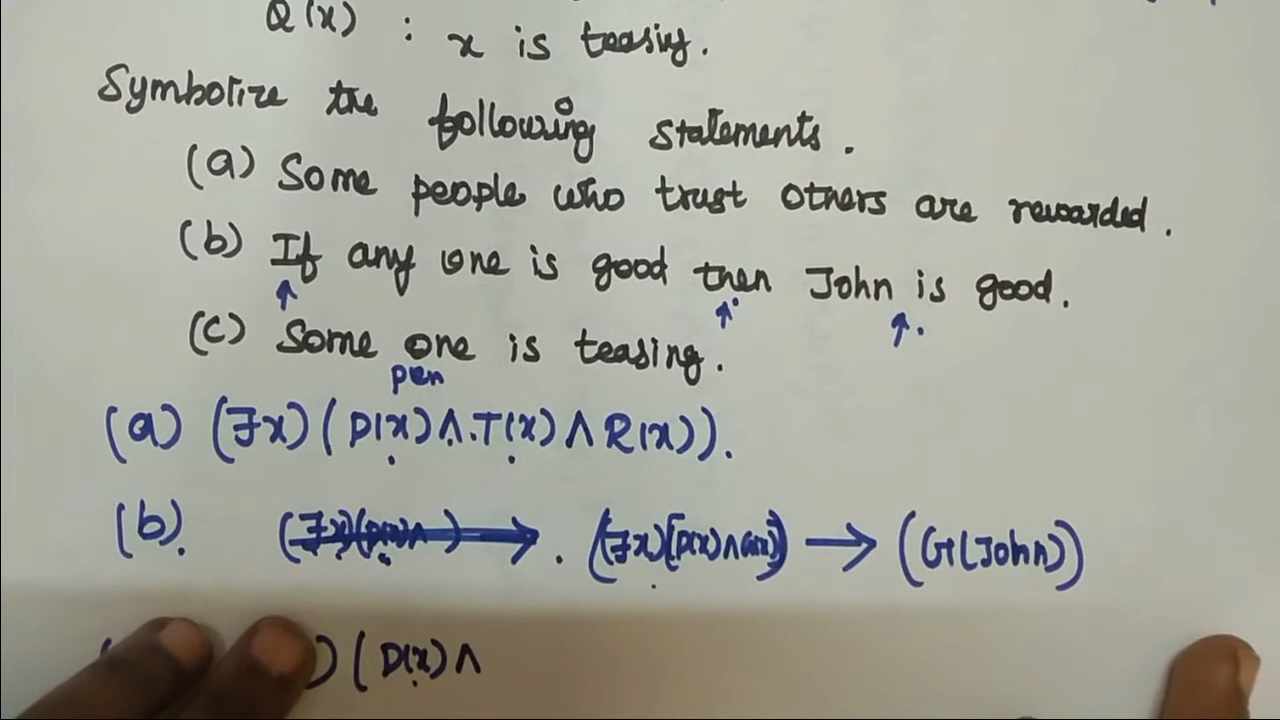 Q(x) : x is teasing.
Symbolize the following statements.
(a) Some people who trust others are rewarded.
(b) If any one is good then John is good.
(c) Some one is teasing.
(a) (∃x) (P(x) ∧ T(x) ∧ R(x)).
(b). (∃x)[P(x) ∧ G(x)] → (G(John))
) (P(x) ∧